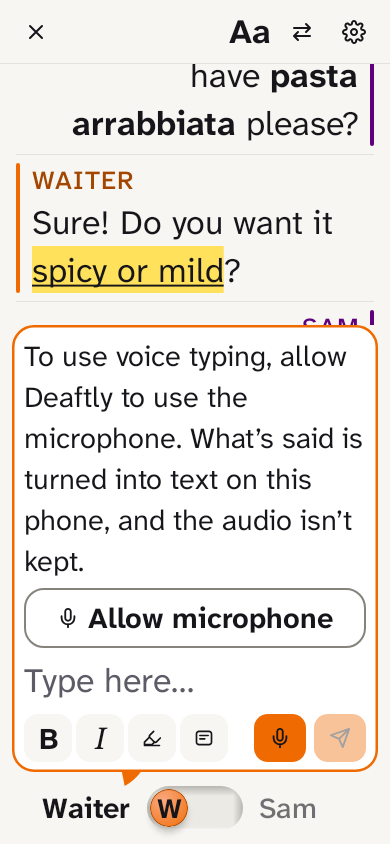 Aa
have pasta
arrabbiata please?
WAITER
Sure! Do you want it
spicy or mild?
SAM
To use voice typing, allow
Deaftly to use the
microphone. What’s said is
turned into text on this
phone, and the audio isn’t
kept.
Allow microphone
Type here...
B I
Waiter W Sam